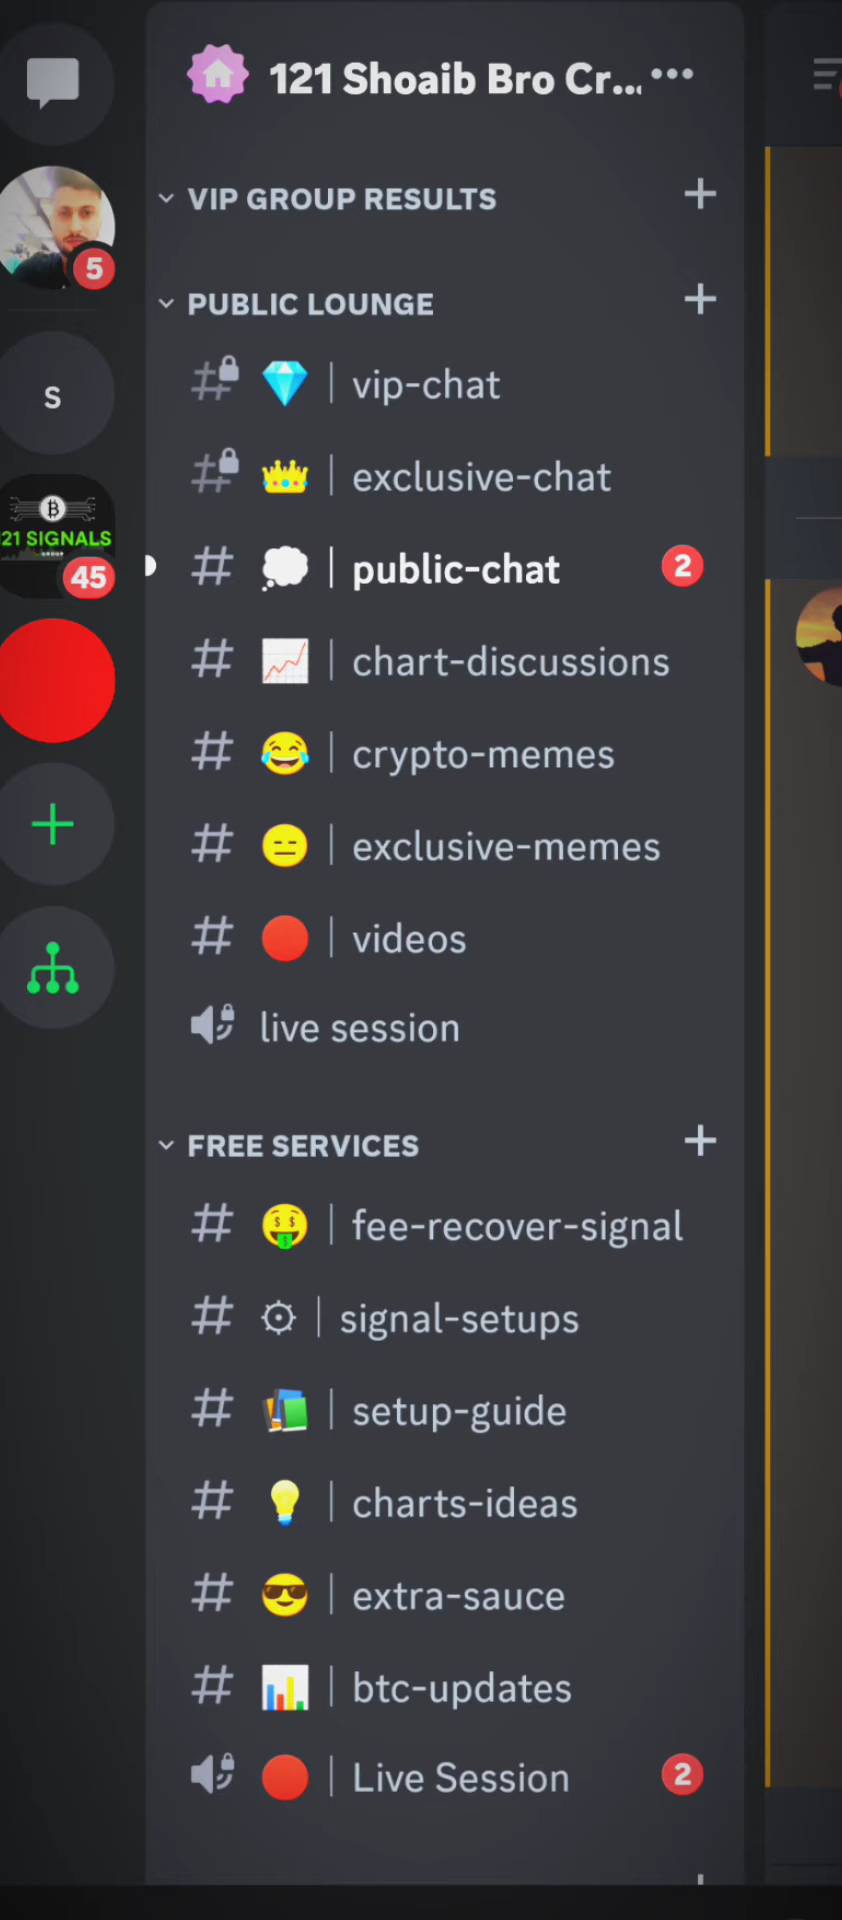 121 Shoaib Bro Cr...
VIP GROUP RESULTS
5
PUBLIC LOUNGE
vip-chat
S
exclusive-chat
21 SIGNALS
45
public-chat
2
chart-discussions
crypto-memes
exclusive-memes
videos
live session
FREE SERVICES
fee-recover-signal
signal-setups
setup-guide
charts-ideas
extra-sauce
btc-updates
Live Session
2